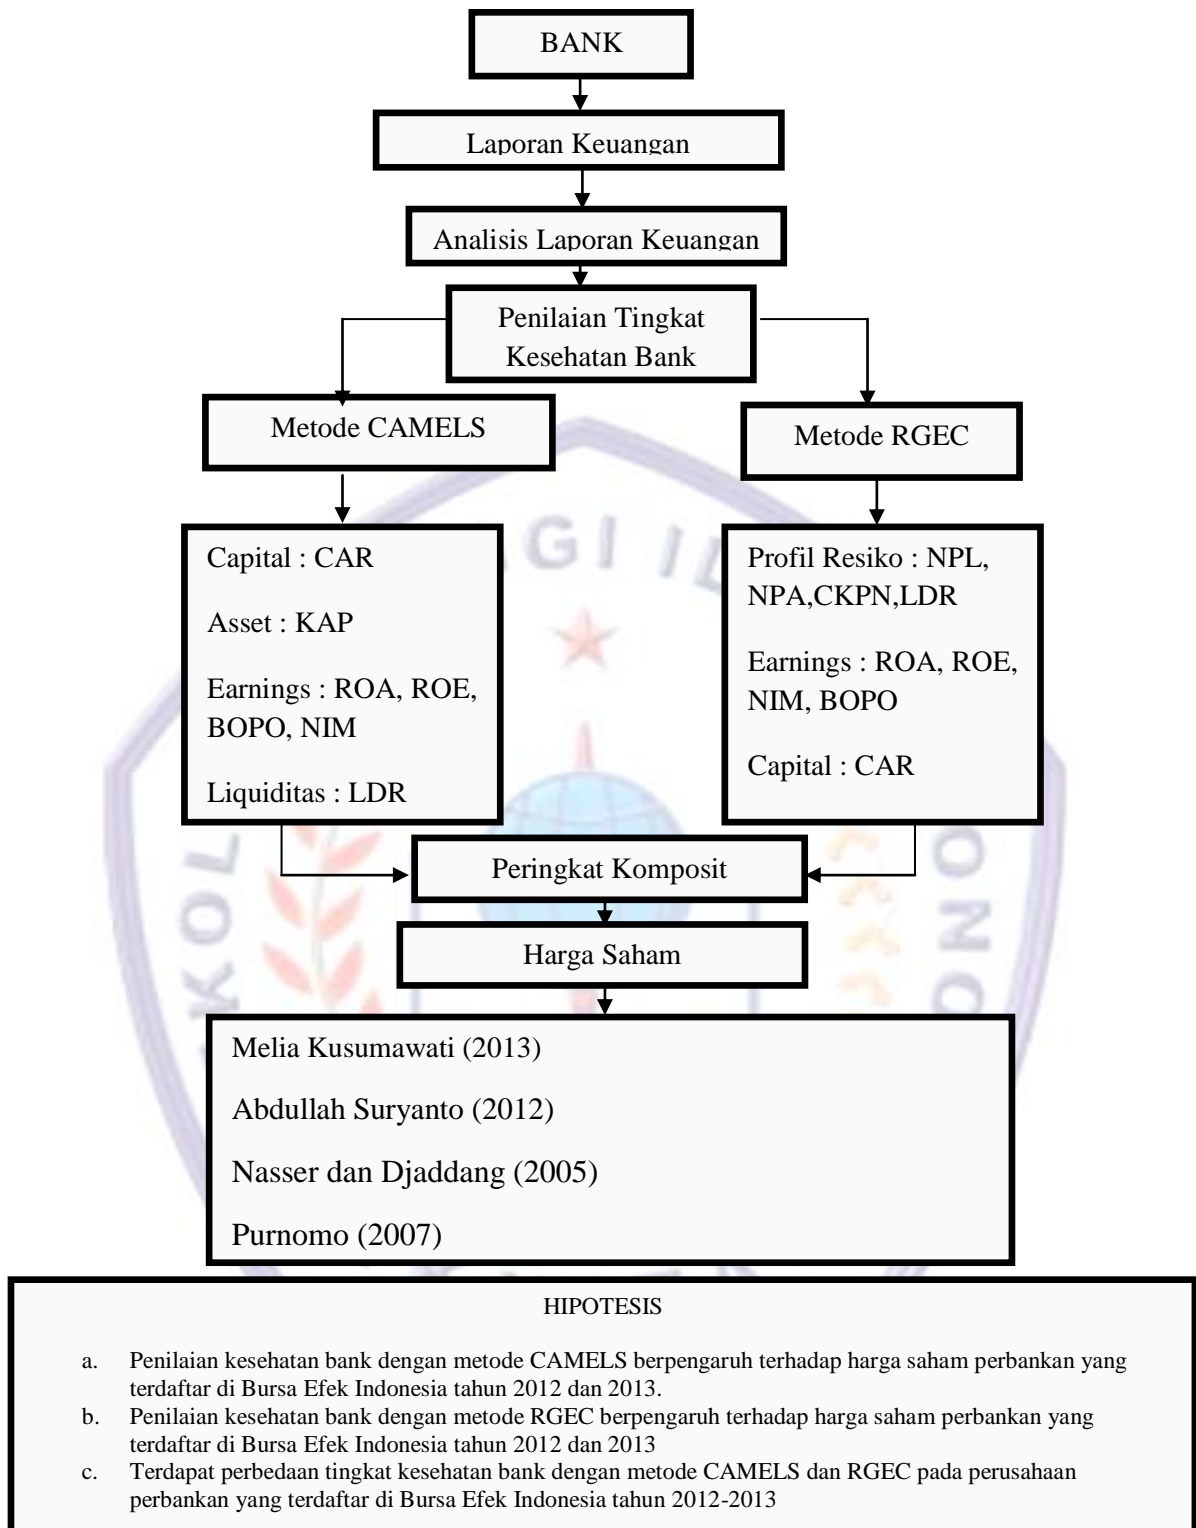 BANK
Laporan Keuangan
Analisis Laporan Keuangan
Penilaian Tingkat
Kesehatan Bank
Metode CAMELS
Metode RGEC
Capital : CAR
Asset : KAP
Earnings : ROA, ROE,
BOPO, NIM
Liquiditas : LDR
Profil Resiko : NPL,
NPA,CKPN,LDR
Earnings : ROA, ROE,
NIM, BOPO
Capital : CAR
Peringkat Komposit
Harga Saham
Melia Kusumawati (2013)
Abdullah Suryanto (2012)
Nasser dan Djaddang (2005)
Purnomo (2007)
HIPOTESIS
a. Penilaian kesehatan bank dengan metode CAMELS berpengaruh terhadap harga saham perbankan yang
terdaftar di Bursa Efek Indonesia tahun 2012 dan 2013.
b. Penilaian kesehatan bank dengan metode RGEC berpengaruh terhadap harga saham perbankan yang
terdaftar di Bursa Efek Indonesia tahun 2012 dan 2013
c. Terdapat perbedaan tingkat kesehatan bank dengan metode CAMELS dan RGEC pada perusahaan
perbankan yang terdaftar di Bursa Efek Indonesia tahun 2012-2013